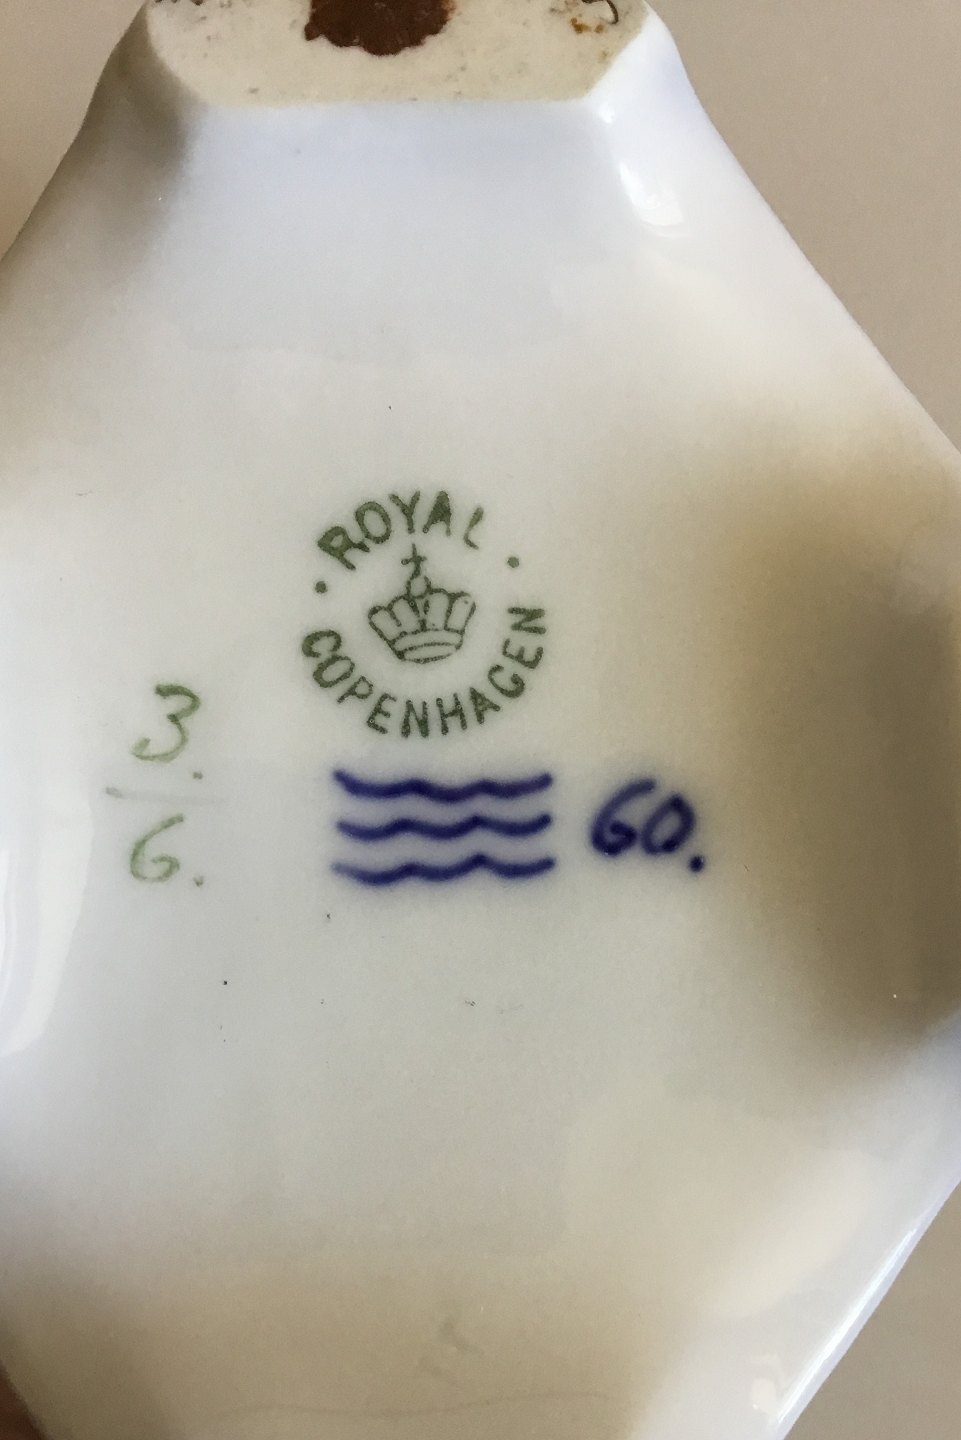 ROYAL
COPENHAGEN
3.
6.
60.